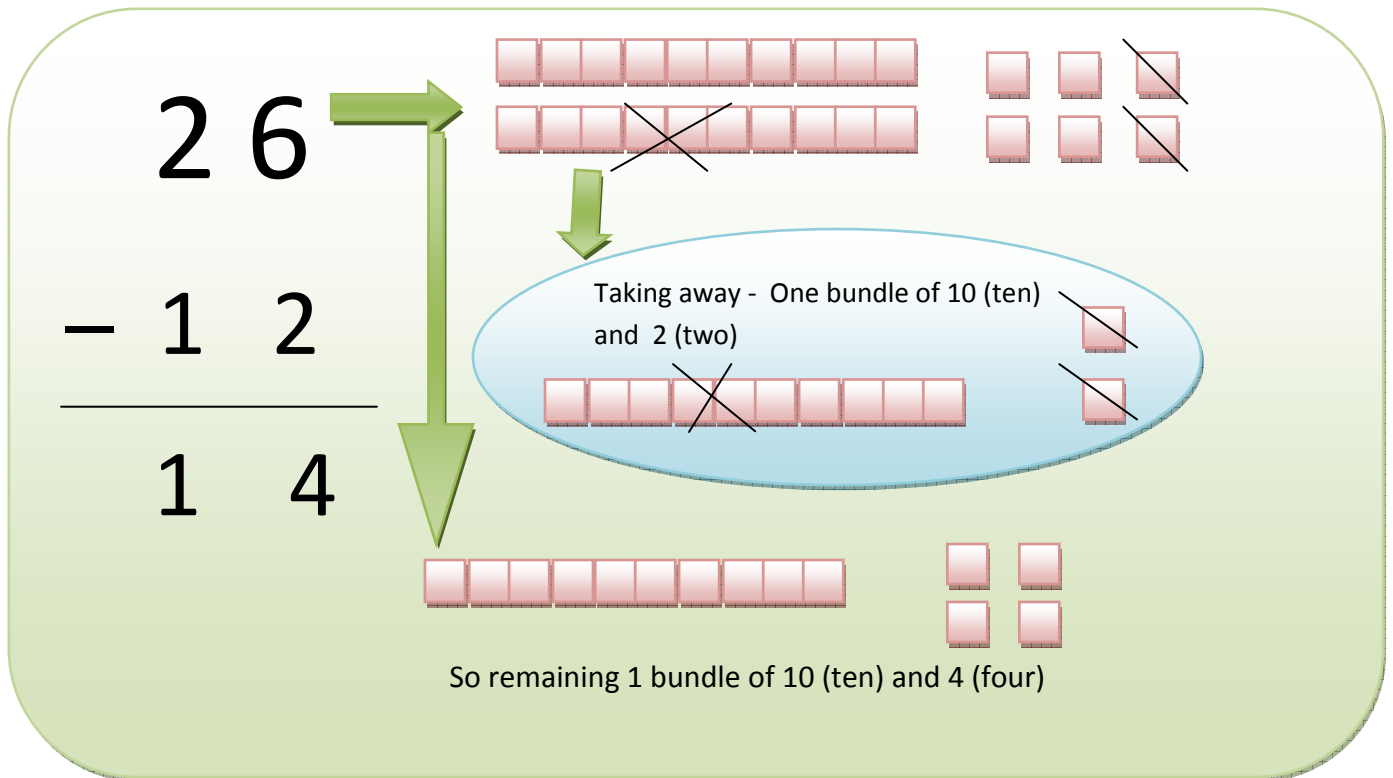 2 6
– 1 2
1 4
Taking away - One bundle of 10 (ten)
and 2 (two)
So remaining 1 bundle of 10 (ten) and 4 (four)